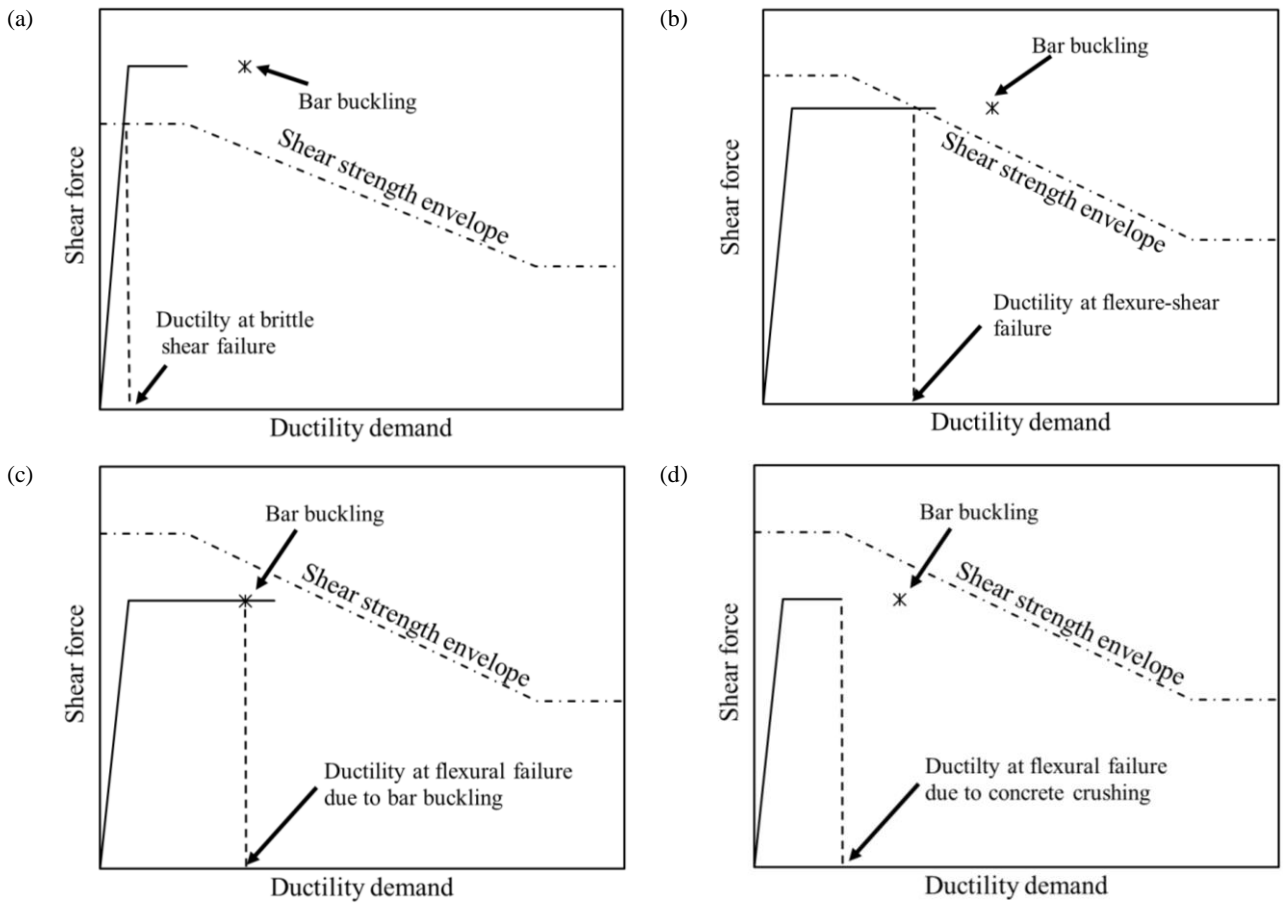 (a)
Bar buckling
Shear strength envelope
Shear force
Ductilty at brittle
shear failure
Ductility demand
(b)
Bar buckling
Shear strength envelope
Shear force
Ductility at flexure-shear
failure
Ductility demand
(c)
Bar buckling
Shear strength envelope
Shear force
Ductility at flexural failure
due to bar buckling
Ductility demand
(d)
Bar buckling
Shear strength envelope
Shear force
Ductilty at flexural failure
due to concrete crushing
Ductility demand